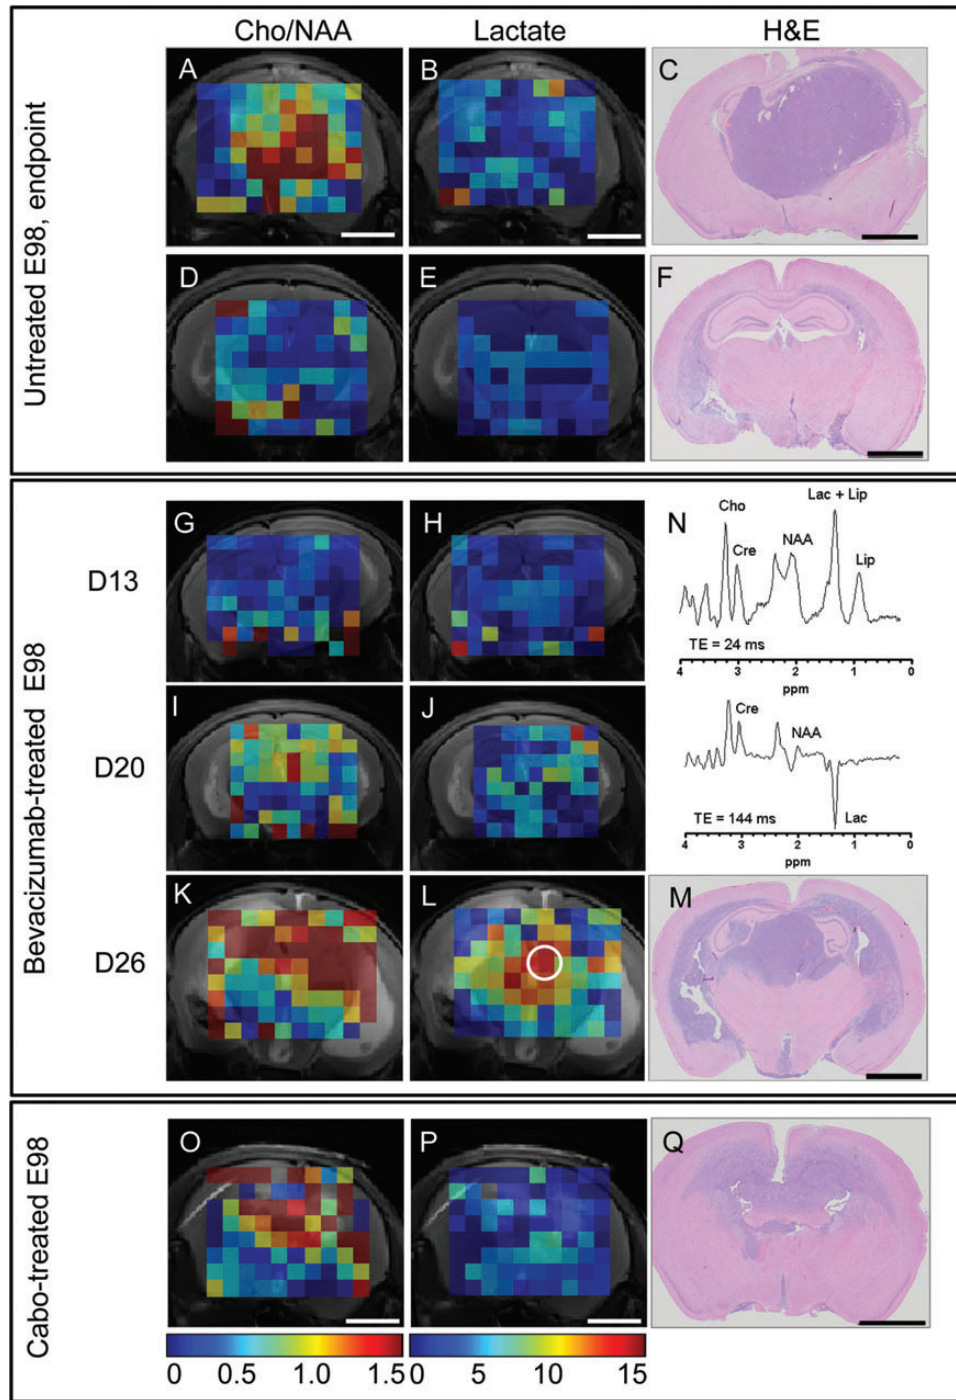 Cho/NAA Lactate H&E
Untreated E98, endpoint
A B C
D E F
Bevacizumab-treated E98
D13
G H N
Cho
Cre
NAA
Lac + Lip
Lip
TE = 24 ms
4 3 2 1 0
ppm
D20
I J
Cre
NAA
Lac
TE = 144 ms
4 3 2 1 0
ppm
D26
K L M
Cabo-treated E98
O P Q
0 0.5 1.0 1.5 0 5 10 15